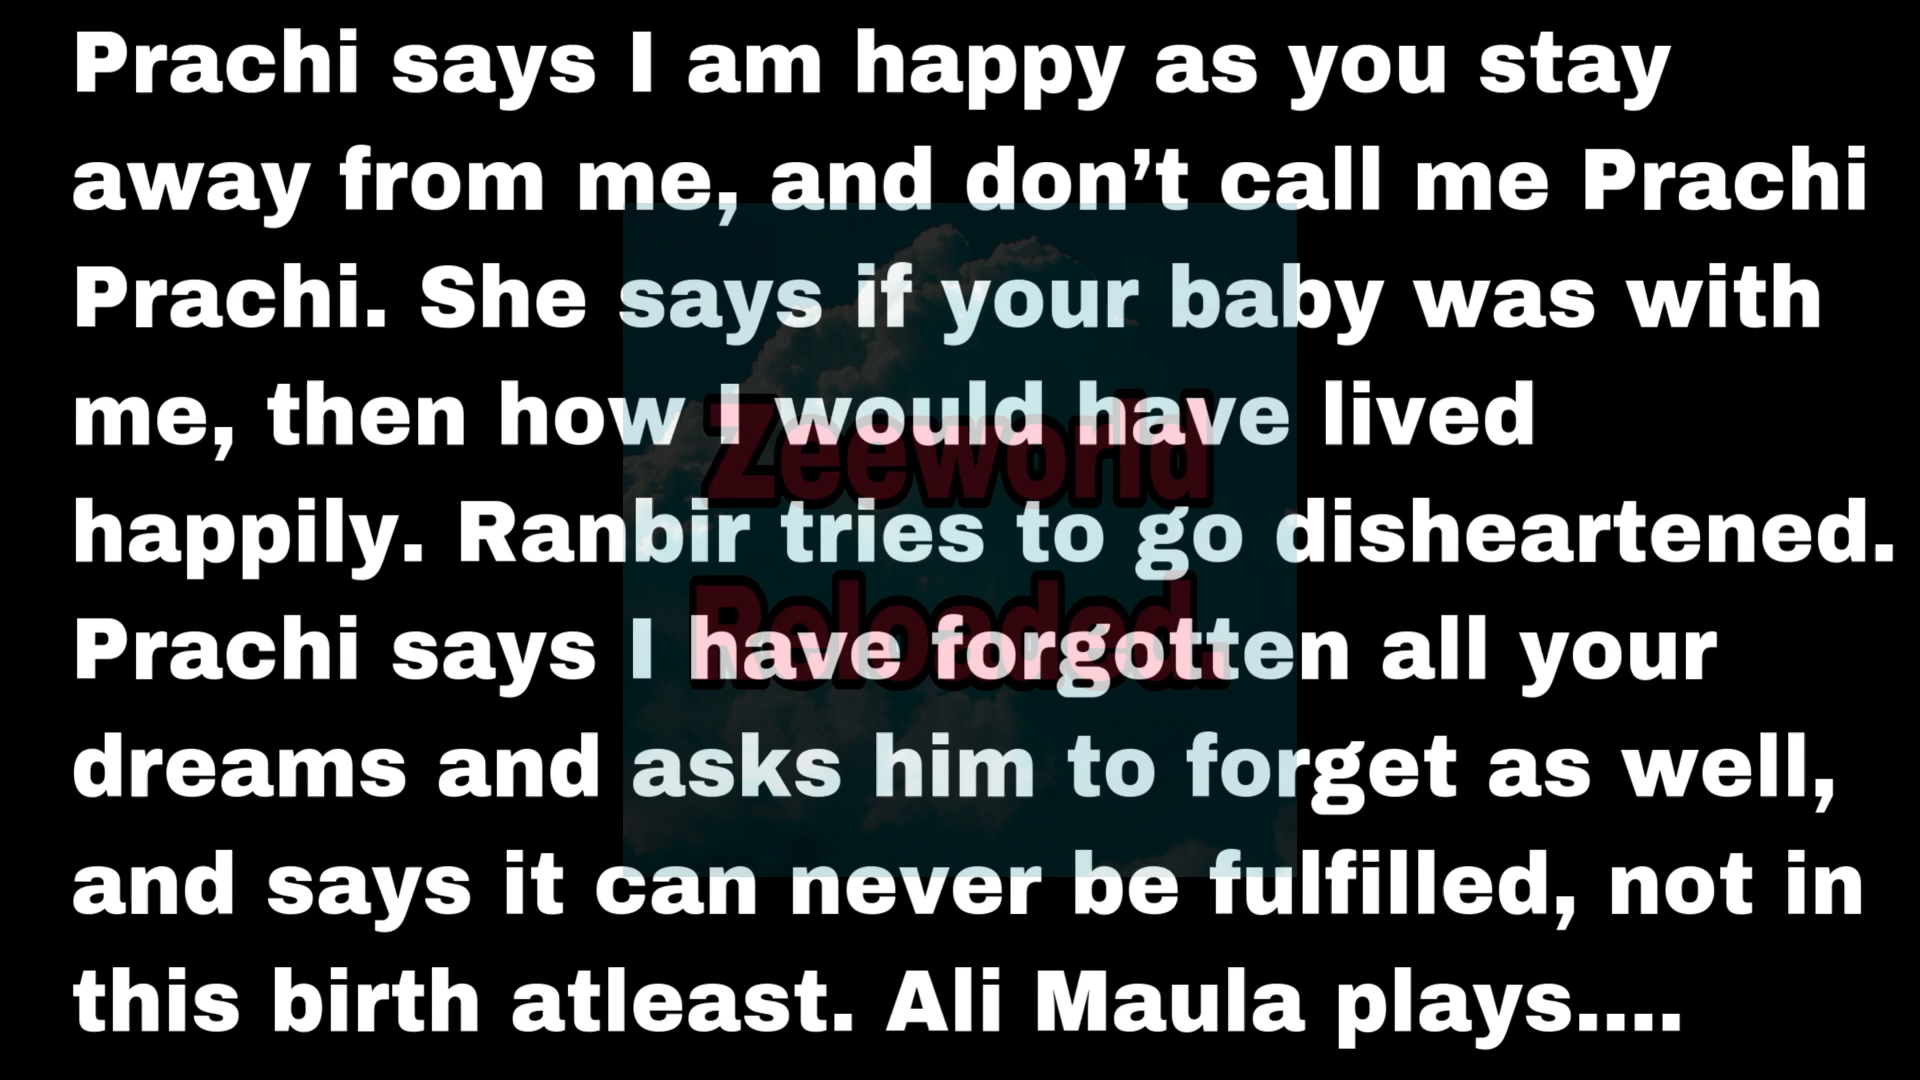 Prachi says I am happy as you stay
away from me, and don’t call me Prachi
Prachi. She says if your baby was with
me, then how I would have lived
happily. Ranbir tries to go disheartened.
Prachi says I have forgotten all your
dreams and asks him to forget as well,
and says it can never be fulfilled, not in
this birth atleast. Ali Maula plays....
Zeeworld
Reloaded.